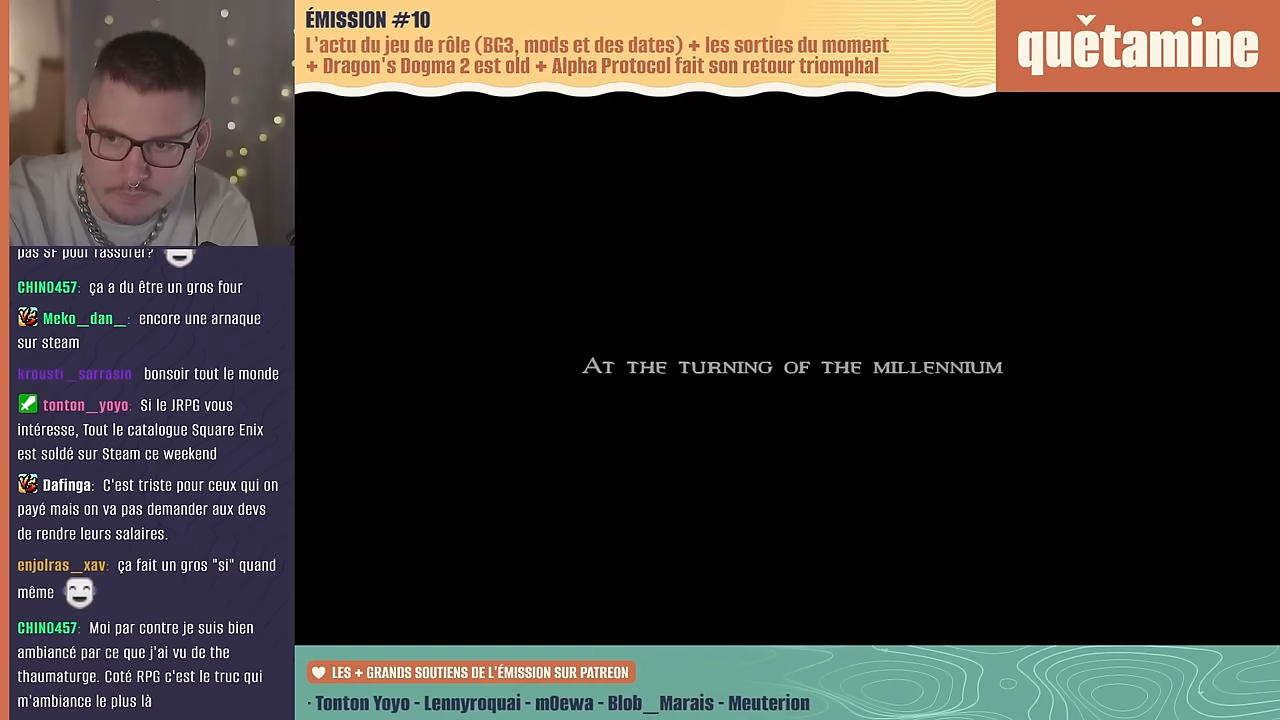 ÉMISSION #10
L'actu du jeu de rôle (BG3, mods et des dates) + les sorties du moment
+ Dragon's Dogma 2 est old + Alpha Protocol fait son retour triomphal
quětamine
pas SF pour rassurer?
CHINO457: ça a du être un gros four
Meko_dan_: encore une arnaque
sur steam
krousti_sarrasin bonsoir tout le monde
tonton_yoyo: Si le JRPG vous
intéresse, Tout le catalogue Square Enix
est soldé sur Steam ce weekend
Dafinga: C'est triste pour ceux qui on
payé mais on va pas demander aux devs
de rendre leurs salaires.
enjolras_xav: ça fait un gros "si" quand
même
CHINO457: Moi par contre je suis bien
ambiancé par ce que j'ai vu de the
thaumaturge. Coté RPG c'est le truc qui
m'ambiance le plus là
At the turning of the millennium
LES + GRANDS SOUTIENS DE L'ÉMISSION SUR PATREON
· Tonton Yoyo - Lennyroquai - m0ewa - Blob_Marais - Meuterion